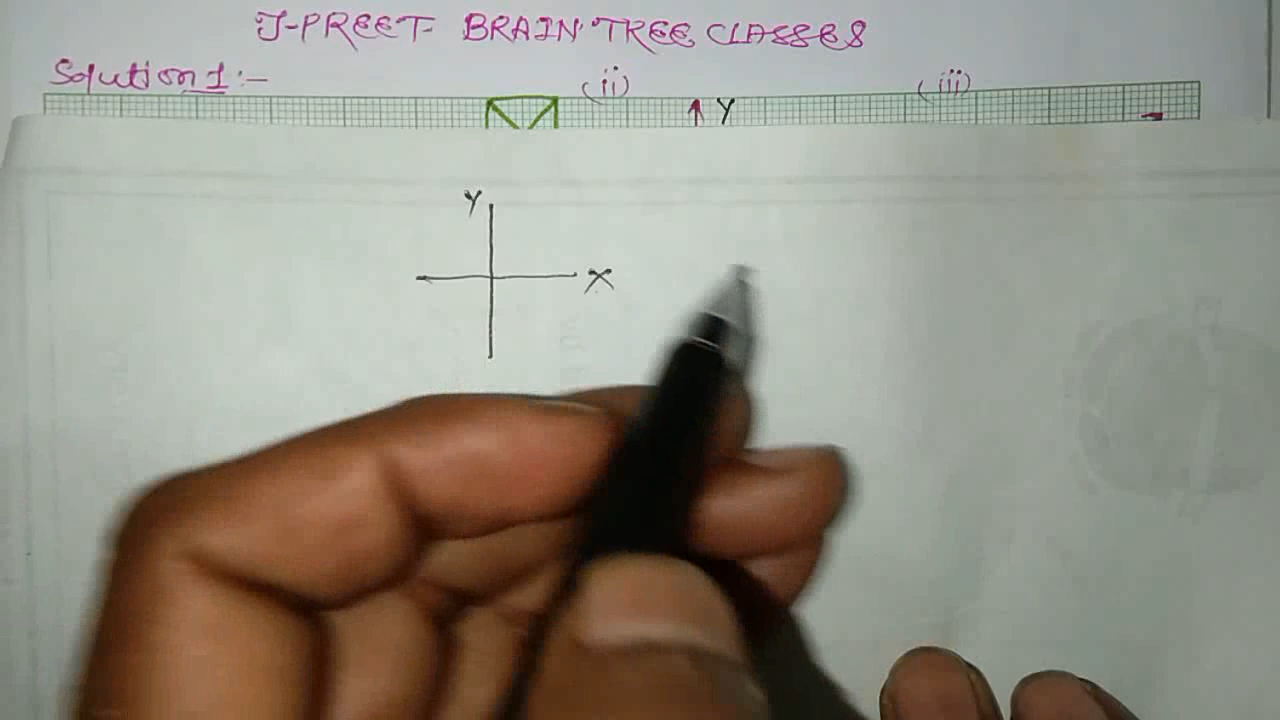 J-PREET BRAIN TREE CLASSES
Solution 1:-
(ii)
(iii)
Y
Y
X